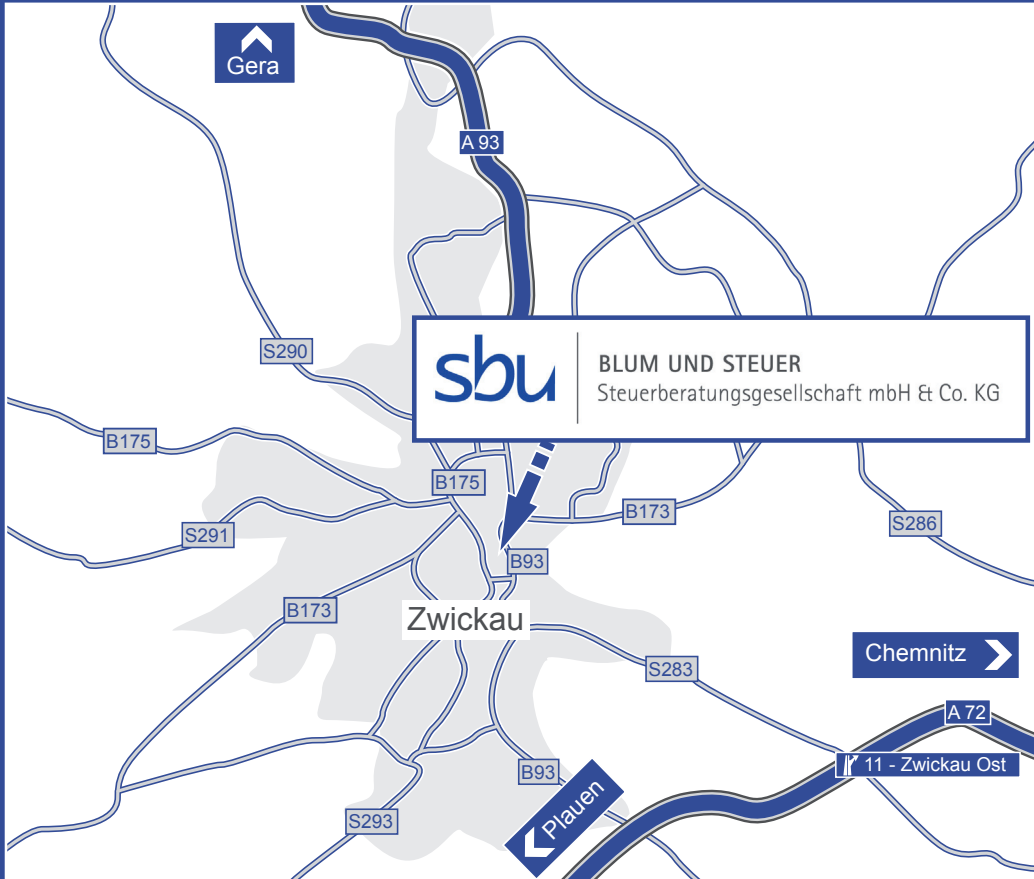 Gera
A 93
S290
sbu
BLUM UND STEUER
Steuerberatungsgesellschaft mbH & Co. KG
B175
B175
S291
B173
S286
B93
B173
Zwickau
S283
Chemnitz
A 72
11 - Zwickau Ost
B93
Plauen
S293